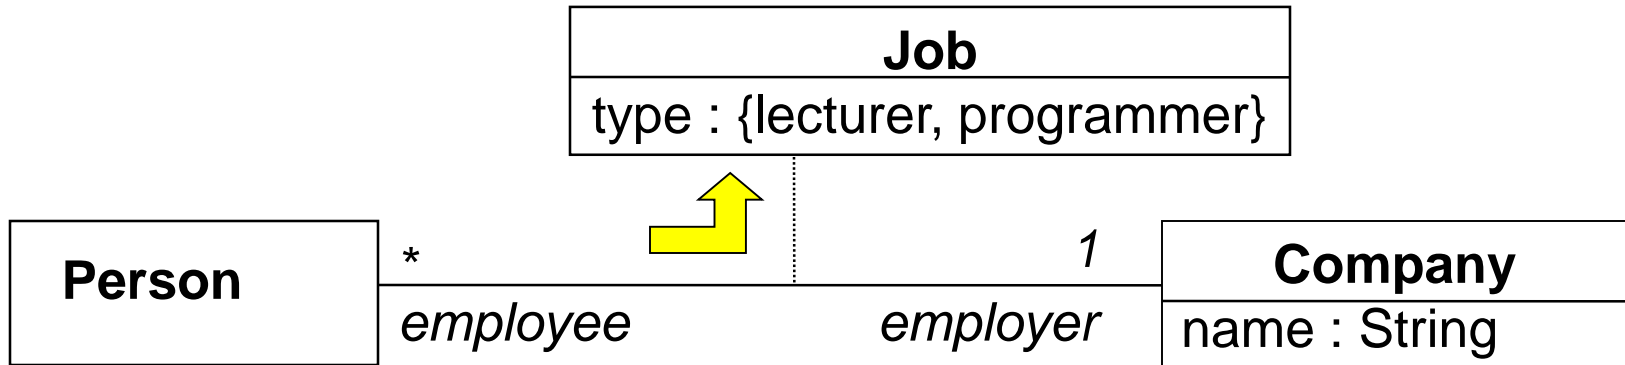 Job
type : {lecturer, programmer}
Person
*
1
Company
employee
employer
name : String